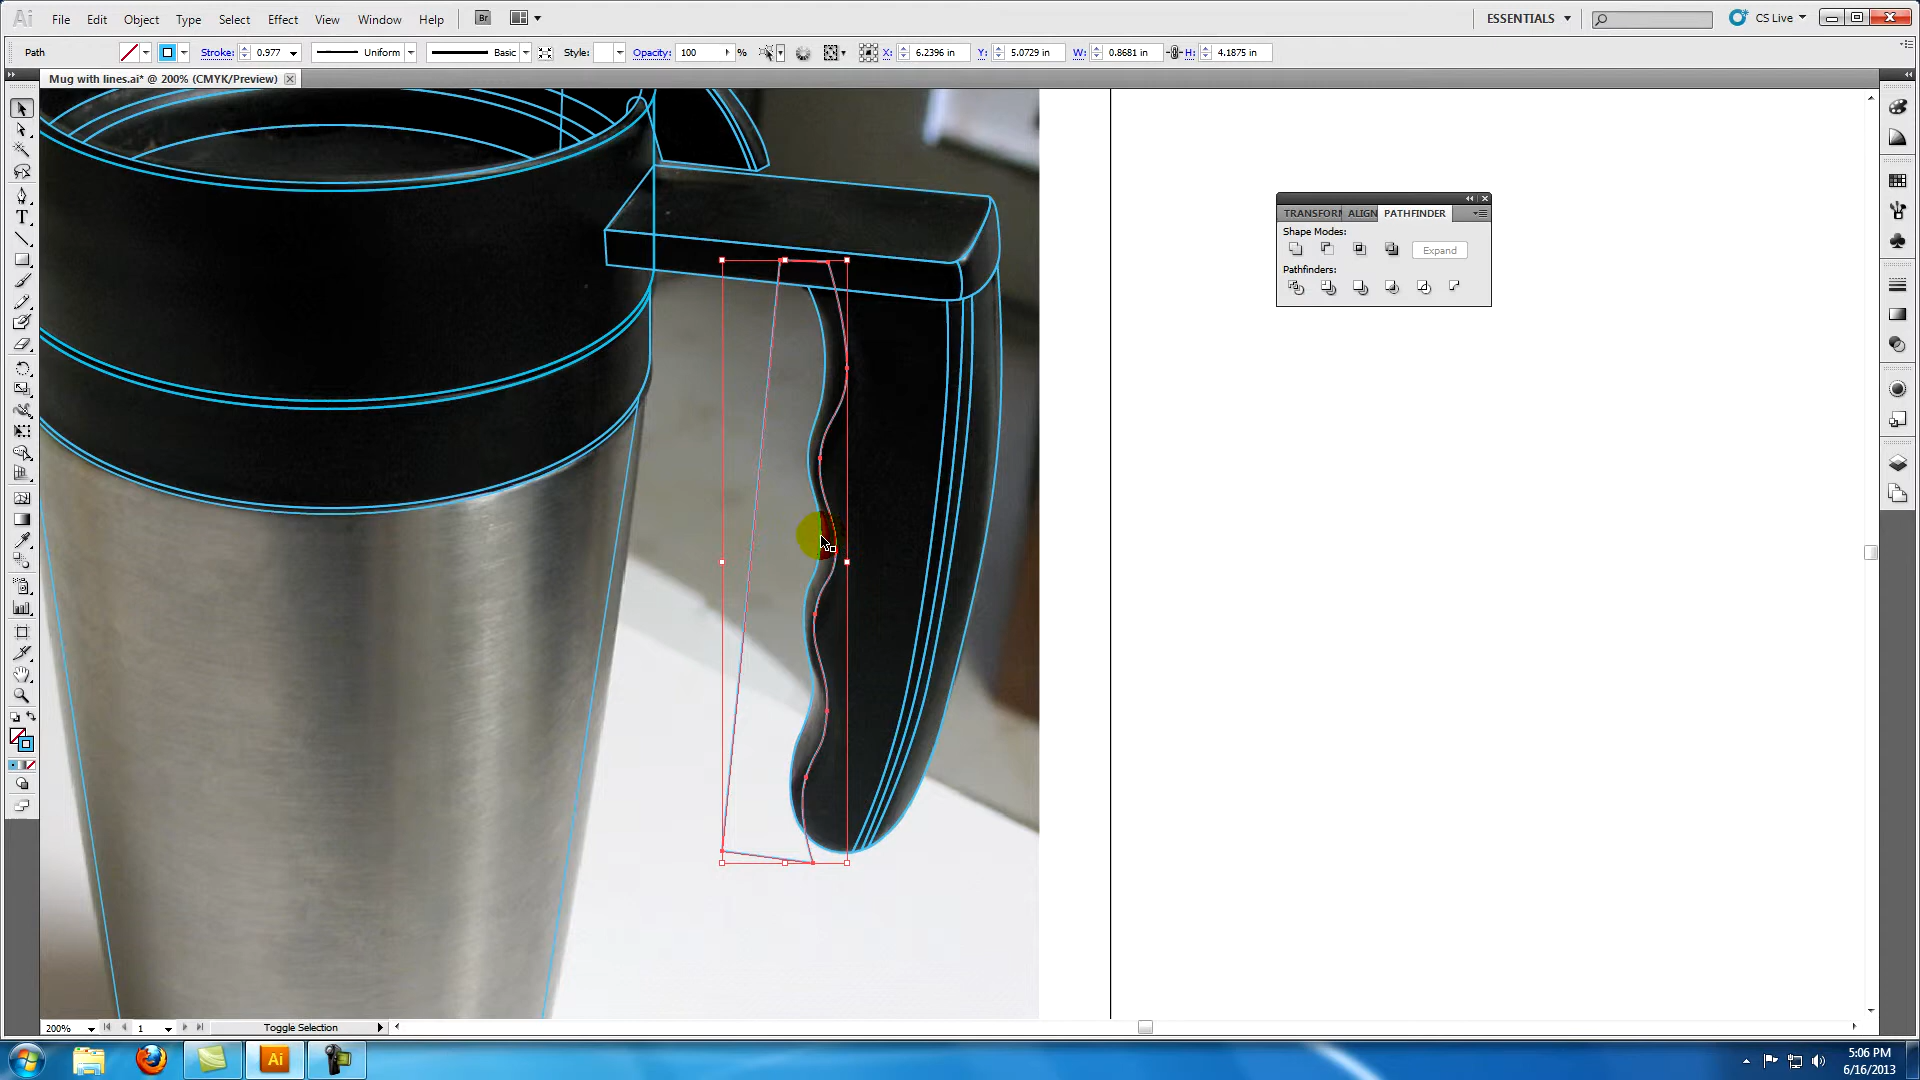 Ai File Edit Object Type Select Effect View Window Help Br ESSENTIALS CS Live
Path Stroke: 0.977 Uniform Basic Style: Opacity: 100 % X: 6.2396 in Y: 5.0729 in W: 0.8681 in H: 4.1875 in
Mug with lines.ai* @ 200% (CMYK/Preview)
TRANSFORM ALIGN PATHFINDER
Shape Modes:
Expand
Pathfinders:
200% 1 Toggle Selection
Ai
5:06 PM
6/16/2013